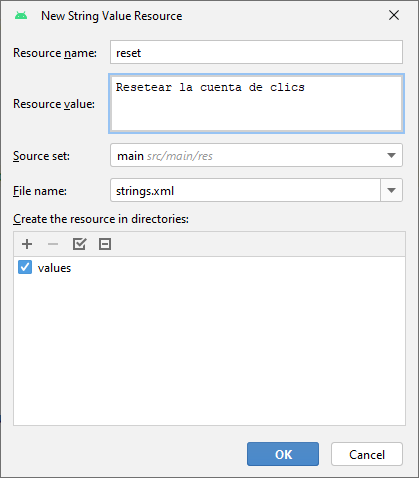 New String Value Resource
Resource name: reset
Resource value: Resetear la cuenta de clics
Source set: main src/main/res
File name: strings.xml
Create the resource in directories:
values
OK Cancel